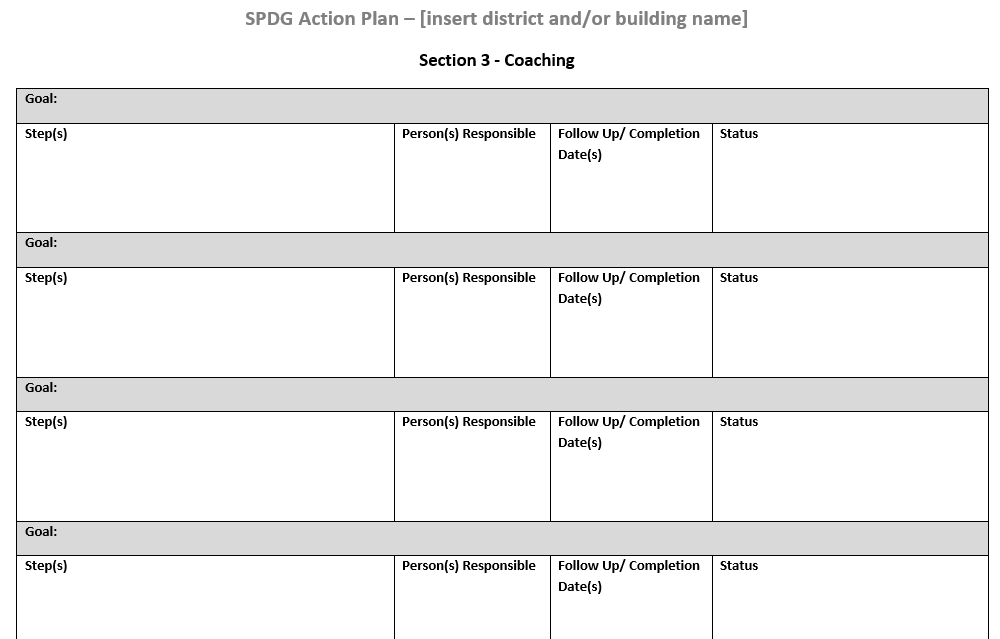 SPDG Action Plan – [insert district and/or building name]
Section 3 - Coaching
Goal:
Step(s) Person(s) Responsible Follow Up/ Completion Status
Date(s)
Goal:
Step(s) Person(s) Responsible Follow Up/ Completion Status
Date(s)
Goal:
Step(s) Person(s) Responsible Follow Up/ Completion Status
Date(s)
Goal:
Step(s) Person(s) Responsible Follow Up/ Completion Status
Date(s)